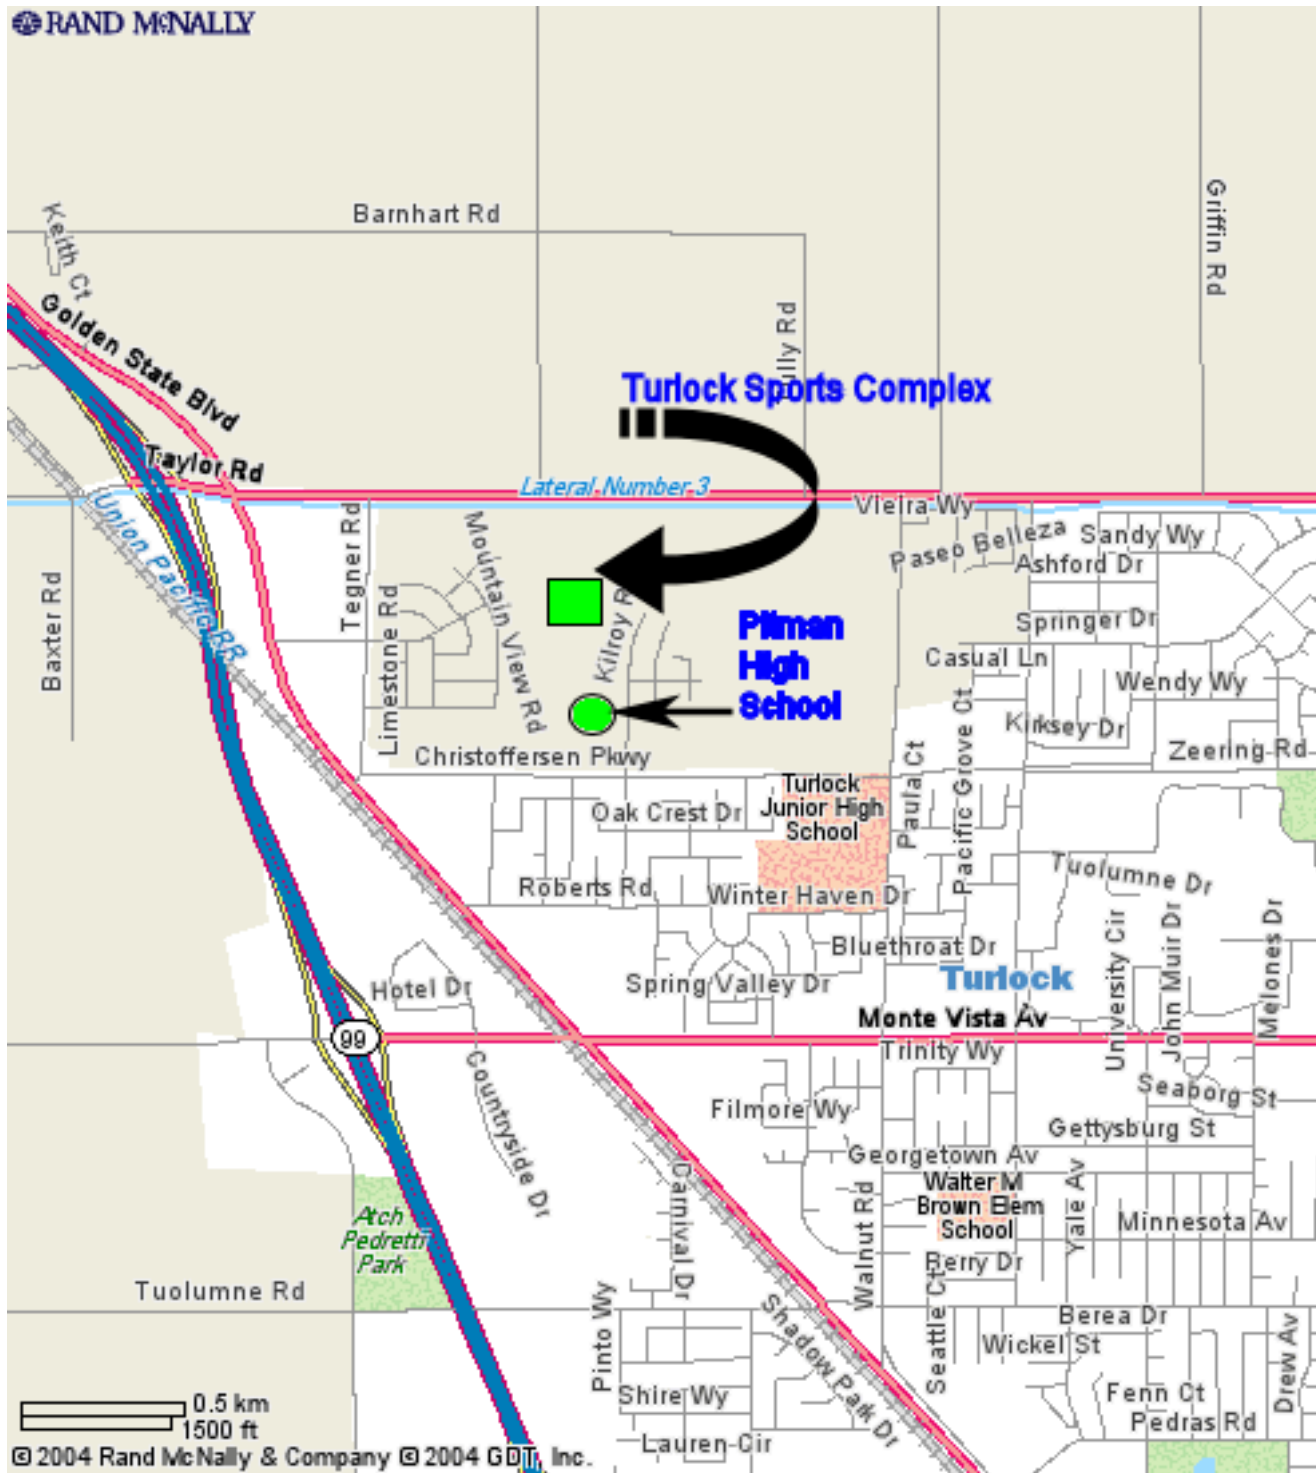 RAND McNALLY
Barnhart Rd
Keith Ct
Griffin Rd
Golden State Blvd
Turlock Sports Complex
Taylor Rd
Lateral Number 3
Vieira Wy
Union Pacific RR
Tegner Rd
Mountain View Rd
Paseo Belleza
Sandy Wy
Ashford Dr
Baxter Rd
Limestone Rd
Kilroy R
Pitman
High
School
Springer Dr
Casual Ln
Wendy Wy
Kirksey Dr
Zeering Rd
Christoffersen Pkwy
Pacific Grove Ct
Paula Ct
Turlock
Junior High
School
Oak Crest Dr
Roberts Rd
Winter Haven Dr
Tuolumne Dr
Bluethroat Dr
University Cir
John Muir Dr
Melones Dr
Hotel Dr
Spring Valley Dr
Turlock
99
Monte Vista Av
Trinity Wy
Countryside Dr
Filmore Wy
Seaborg St
Gettysburg St
Georgetown Av
Carnival Dr
Walnut Rd
Walter M
Brown Elem
School
Yale Av
Minnesota Av
Atch
Pedretti
Park
Berry Dr
Tuolumne Rd
Pinto Wy
Shadow Park Dr
Seattle Ct
Berea Dr
Wickel St
Drew Av
Shire Wy
Fenn Ct
Pedras Rd
Lauren Cir
0.5 km
1500 ft
© 2004 Rand McNally & Company © 2004 GDT, Inc.